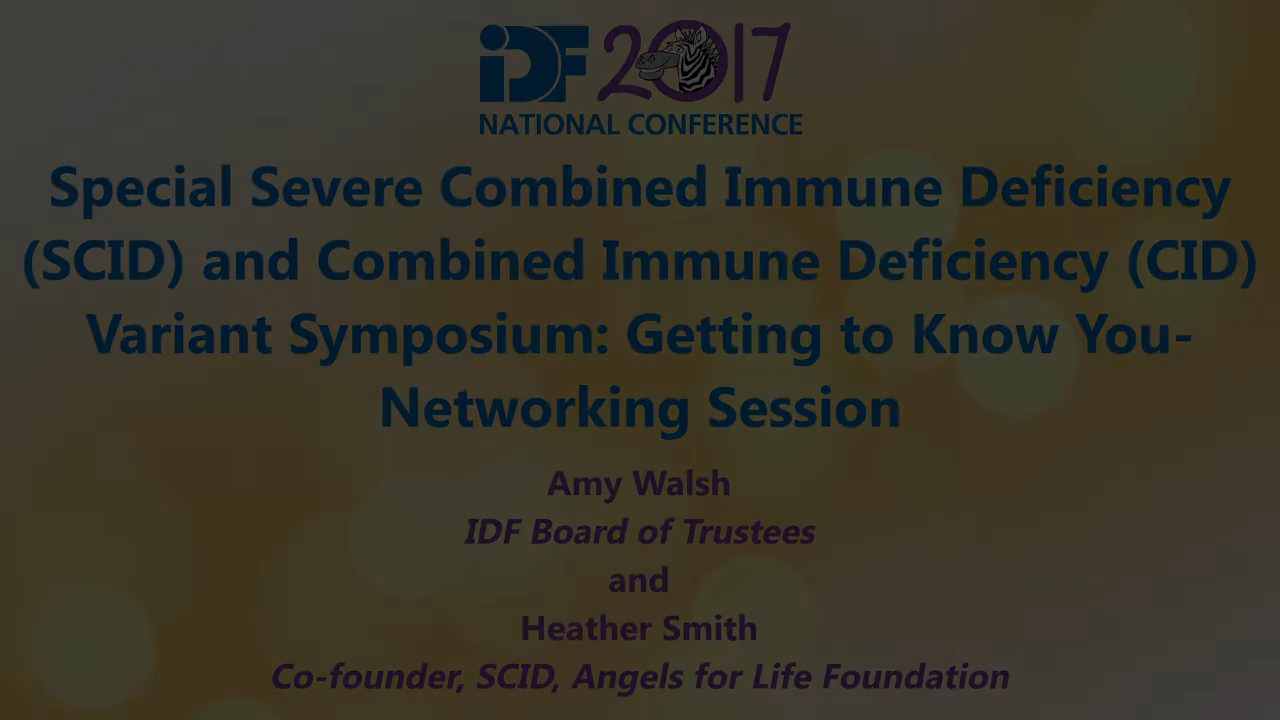 iDF 2017
NATIONAL CONFERENCE
Special Severe Combined Immune Deficiency
(SCID) and Combined Immune Deficiency (CID)
Variant Symposium: Getting to Know You-
Networking Session
Amy Walsh
IDF Board of Trustees
and
Heather Smith
Co-founder, SCID, Angels for Life Foundation